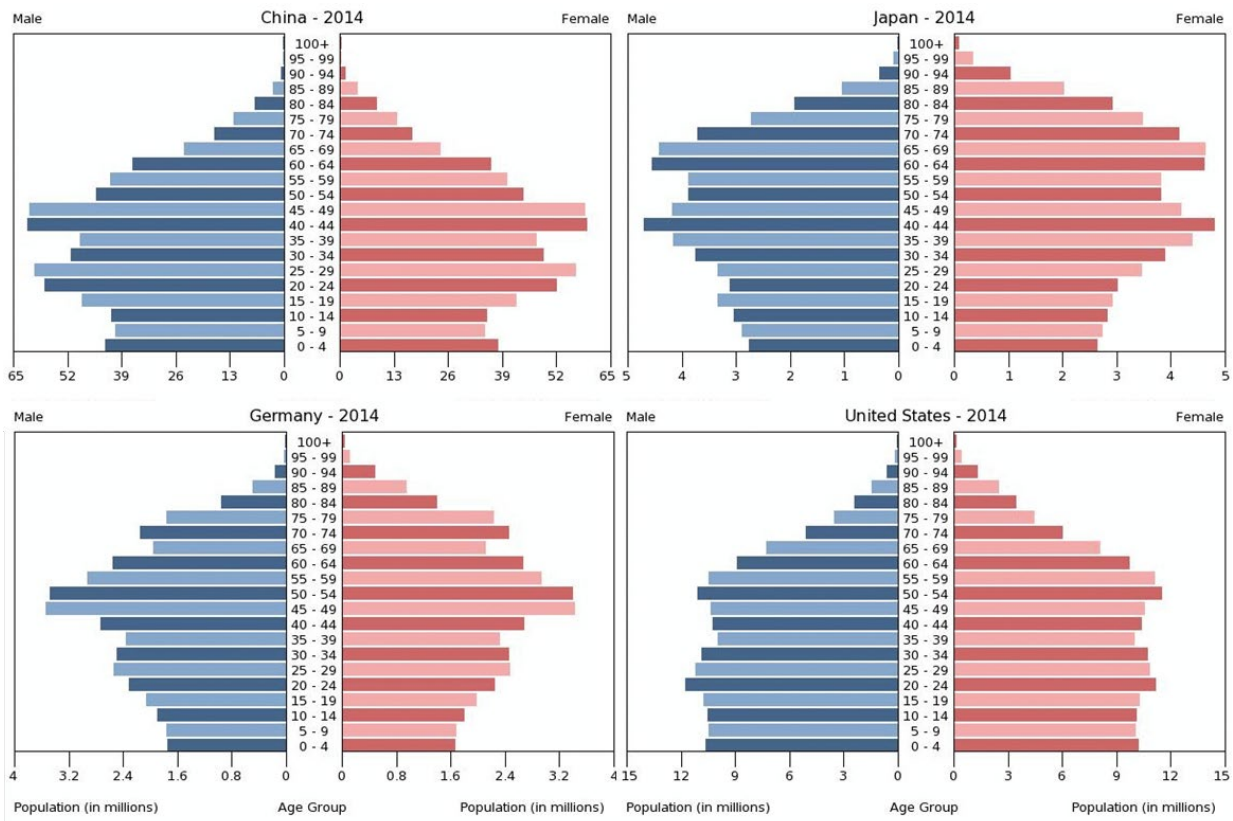 Male China - 2014 Female
100+
95 - 99
90 - 94
85 - 89
80 - 84
75 - 79
70 - 74
65 - 69
60 - 64
55 - 59
50 - 54
45 - 49
40 - 44
35 - 39
30 - 34
25 - 29
20 - 24
15 - 19
10 - 14
5 - 9
0 - 4
65 52 39 26 13 0 0 13 26 39 52 65
Male Japan - 2014 Female
100+
95 - 99
90 - 94
85 - 89
80 - 84
75 - 79
70 - 74
65 - 69
60 - 64
55 - 59
50 - 54
45 - 49
40 - 44
35 - 39
30 - 34
25 - 29
20 - 24
15 - 19
10 - 14
5 - 9
0 - 4
5 4 3 2 1 0 0 1 2 3 4 5
Male Germany - 2014 Female
100+
95 - 99
90 - 94
85 - 89
80 - 84
75 - 79
70 - 74
65 - 69
60 - 64
55 - 59
50 - 54
45 - 49
40 - 44
35 - 39
30 - 34
25 - 29
20 - 24
15 - 19
10 - 14
5 - 9
0 - 4
4 3.2 2.4 1.6 0.8 0 0 0.8 1.6 2.4 3.2 4
Population (in millions) Age Group Population (in millions)
Male United States - 2014 Female
100+
95 - 99
90 - 94
85 - 89
80 - 84
75 - 79
70 - 74
65 - 69
60 - 64
55 - 59
50 - 54
45 - 49
40 - 44
35 - 39
30 - 34
25 - 29
20 - 24
15 - 19
10 - 14
5 - 9
0 - 4
15 12 9 6 3 0 0 3 6 9 12 15
Population (in millions) Age Group Population (in millions)